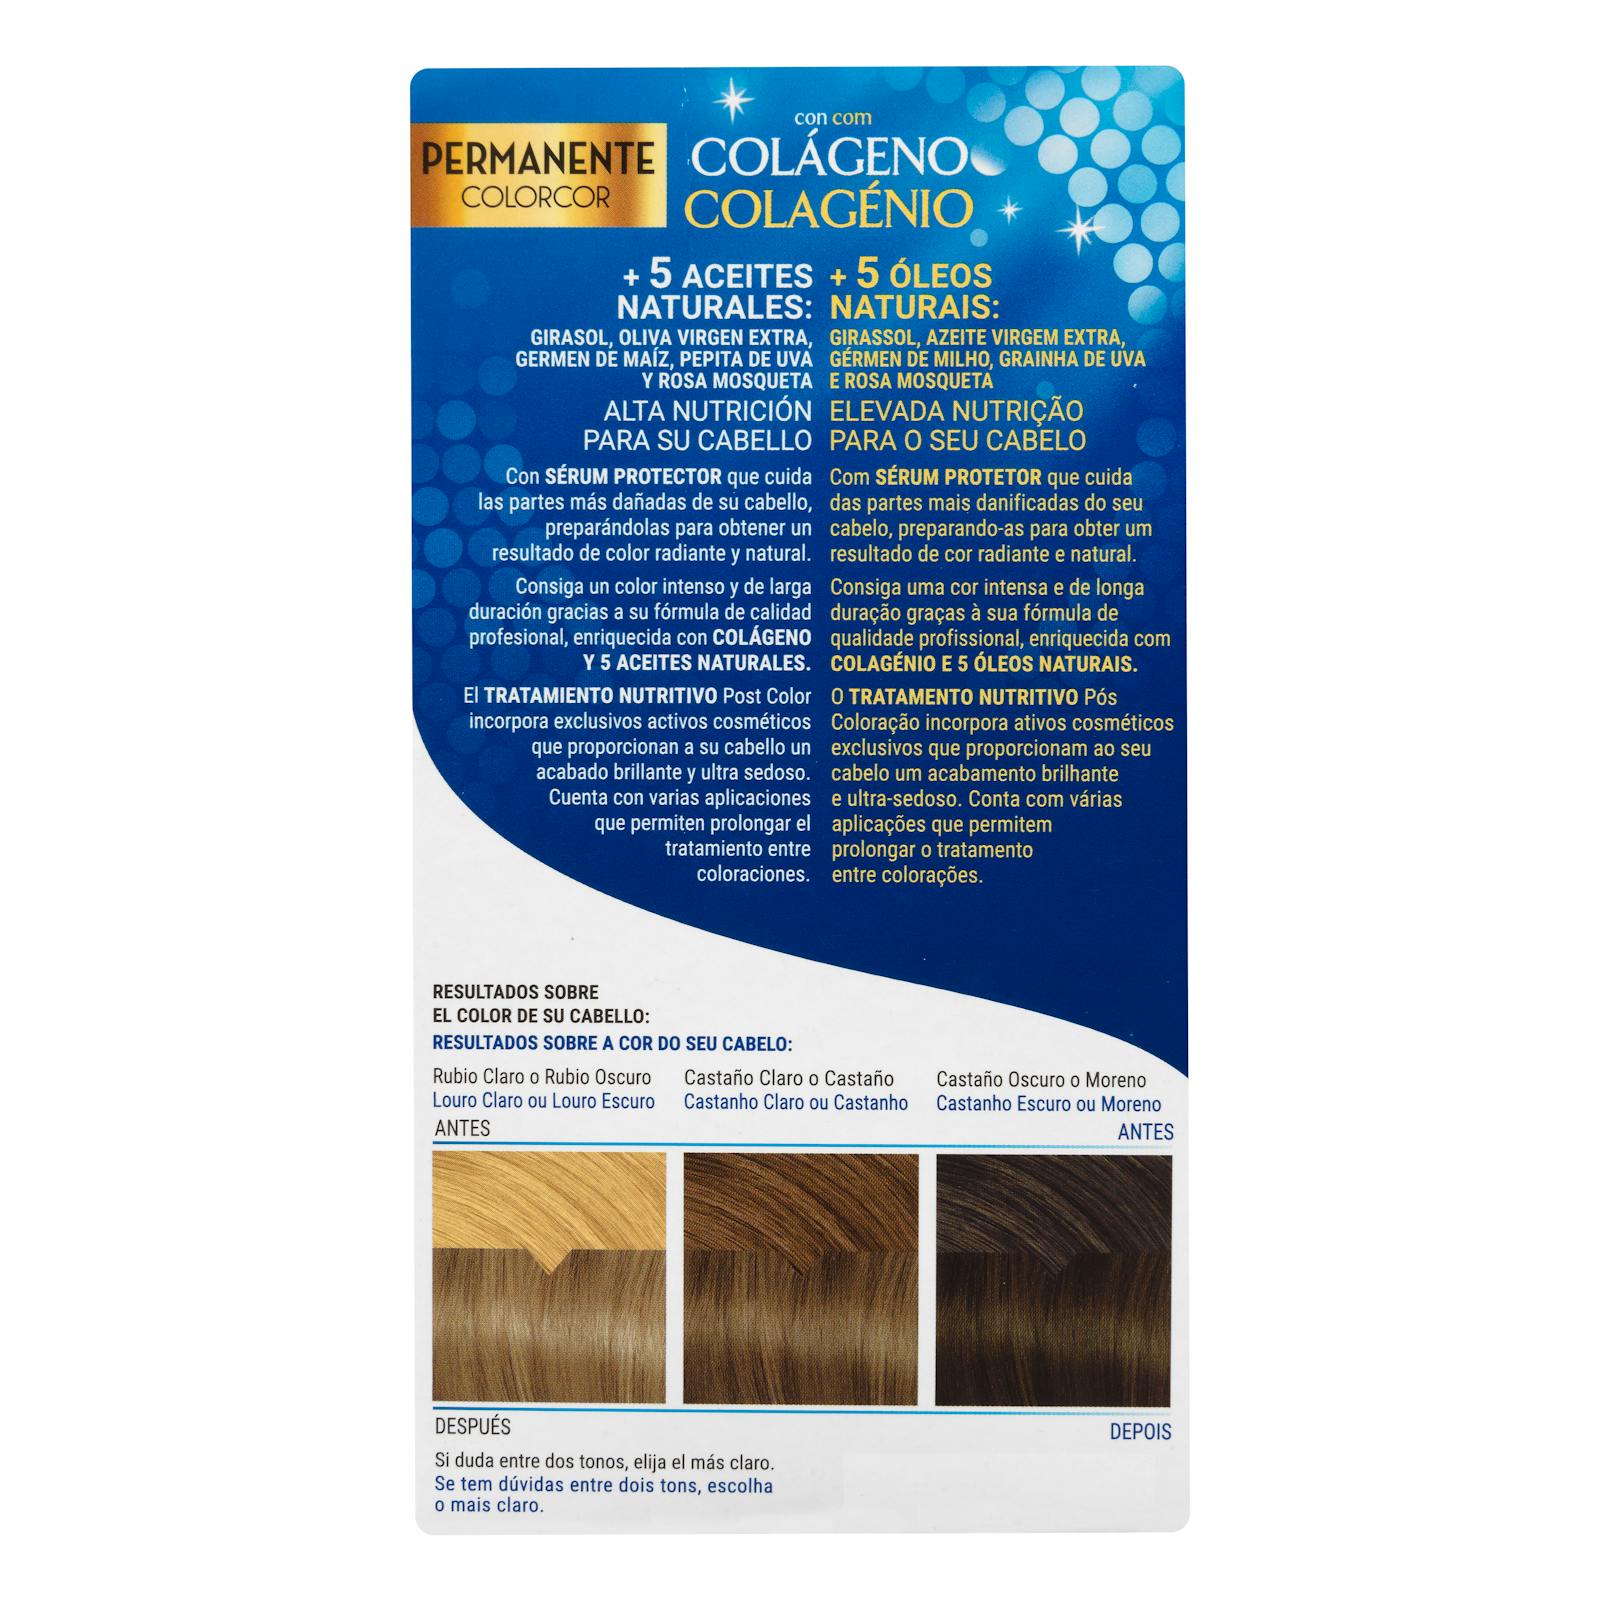 PERMANENTE
COLORCOR
con com
COLÁGENO
COLAGÉNIO
+ 5 ACEITES
NATURALES:
GIRASOL, OLIVA VIRGEN EXTRA,
GERMEN DE MAÍZ, PEPITA DE UVA
Y ROSA MOSQUETA
ALTA NUTRICIÓN
PARA SU CABELLO
Con SÉRUM PROTECTOR que cuida
las partes más dañadas de su cabello,
preparándolas para obtener un
resultado de color radiante y natural.
Consiga un color intenso y de larga
duración gracias a su fórmula de calidad
profesional, enriquecida con COLÁGENO
Y 5 ACEITES NATURALES.
El TRATAMIENTO NUTRITIVO Post Color
incorpora exclusivos activos cosméticos
que proporcionan a su cabello un
acabado brillante y ultra sedoso.
Cuenta con varias aplicaciones
que permiten prolongar el
tratamiento entre
coloraciones.
+ 5 ÓLEOS
NATURAIS:
GIRASSOL, AZEITE VIRGEM EXTRA,
GÉRMEN DE MILHO, GRAINHA DE UVA
E ROSA MOSQUETA
ELEVADA NUTRIÇÃO
PARA O SEU CABELO
Com SÉRUM PROTETOR que cuida
das partes mais danificadas do seu
cabelo, preparando-as para obter um
resultado de cor radiante e natural.
Consiga uma cor intensa e de longa
duração graças à sua fórmula de
qualidade profissional, enriquecida com
COLAGÉNIO E 5 ÓLEOS NATURAIS.
O TRATAMENTO NUTRITIVO Pós
Coloração incorpora ativos cosméticos
exclusivos que proporcionam ao seu
cabelo um acabamento brilhante
e ultra-sedoso. Conta com várias
aplicações que permitem
prolongar o tratamento
entre colorações.
RESULTADOS SOBRE
EL COLOR DE SU CABELLO:
RESULTADOS SOBRE A COR DO SEU CABELO:
Rubio Claro o Rubio Oscuro
Louro Claro ou Louro Escuro
Castaño Claro o Castaño
Castanho Claro ou Castanho
Castaño Oscuro o Moreno
Castanho Escuro ou Moreno
ANTES
ANTES
DESPUÉS
DEPOIS
Si duda entre dos tonos, elija el más claro.
Se tem dúvidas entre dois tons, escolha
o mais claro.